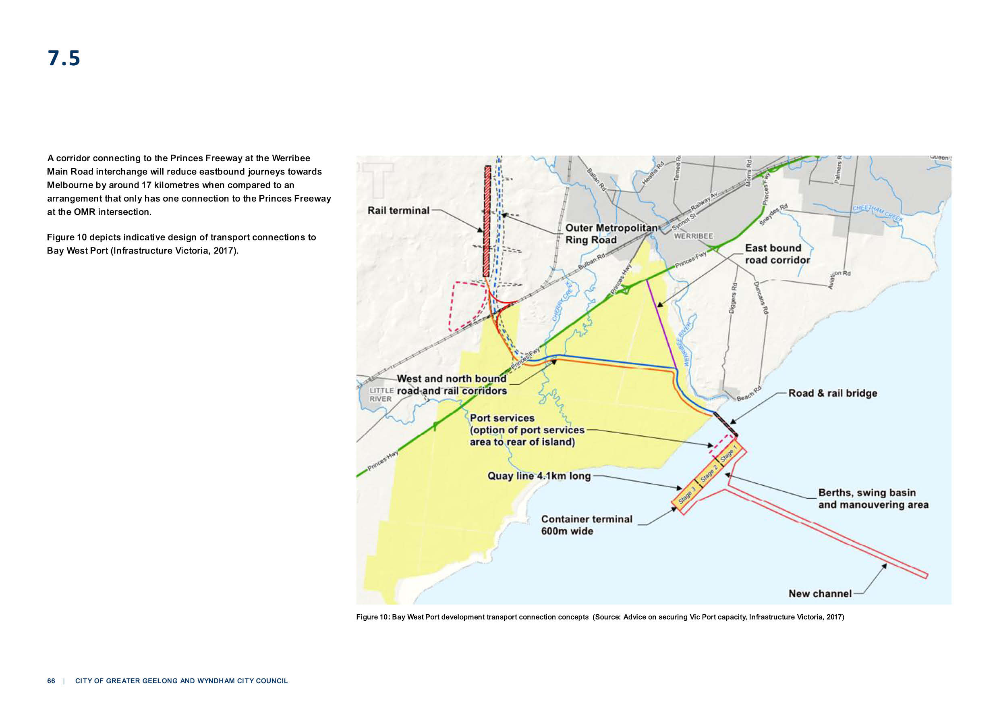 7.5
A corridor connecting to the Princes Freeway at the Werribee
Main Road interchange will reduce eastbound journeys towards
Melbourne by around 17 kilometres when compared to an
arrangement that only has one connection to the Princes Freeway
at the OMR intersection.
Figure 10 depicts indicative design of transport connections to
Bay West Port (Infrastructure Victoria, 2017).
T
Queen
Ballan Rd
Heaths Rd
Tarneit Rd
Morris Rd
Princes Fwy
Palmers R
Railway Av
Synnot St
Sneydes Rd
CHEETHAM CREEK
Rail terminal
Outer Metropolitan
Ring Road
WERRIBEE
East bound
road corridor
Princes Fwy
Bulban Rd
Princes Hwy
Aviation Rd
Diggers Rd
Duncans Rd
CHERRY CREEK
WERRIBEE RIVER
Princes Fwy
West and north bound
road and rail corridors
LITTLE
RIVER
Beach Rd
Road & rail bridge
Port services
(option of port services
area to rear of island)
Princes Hwy
Stage 1
Stage 2
Stage 3
Quay line 4.1km long
Berths, swing basin
and manouvering area
Container terminal
600m wide
New channel
Figure 10: Bay West Port development transport connection concepts (Source: Advice on securing Vic Port capacity, Infrastructure Victoria, 2017)
66 | CITY OF GREATER GEELONG AND WYNDHAM CITY COUNCIL